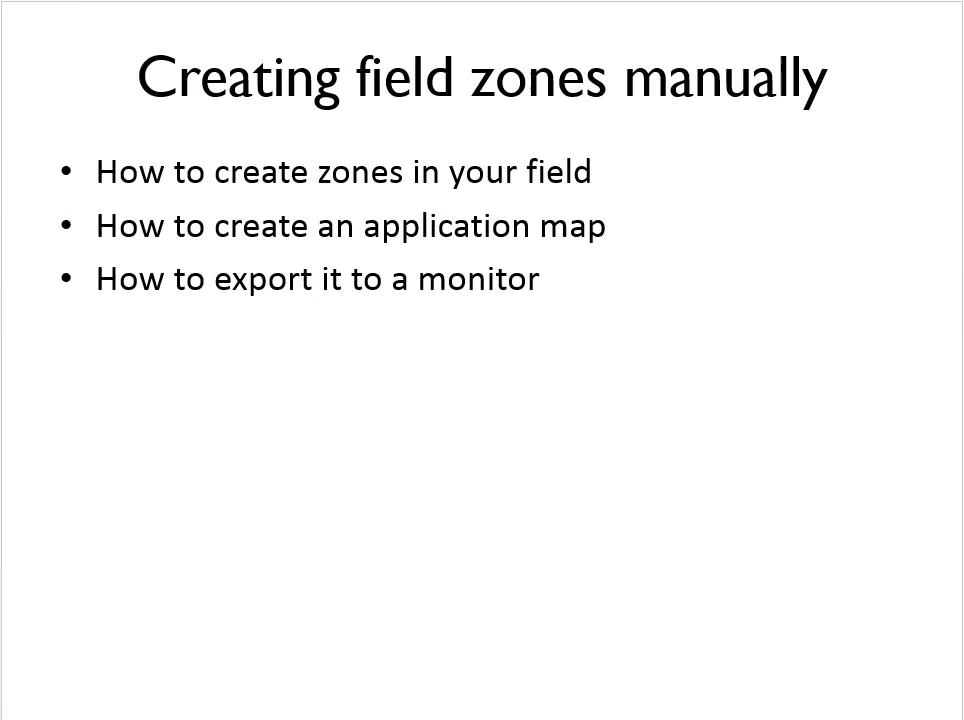 Creating field zones manually
• How to create zones in your field
• How to create an application map
• How to export it to a monitor